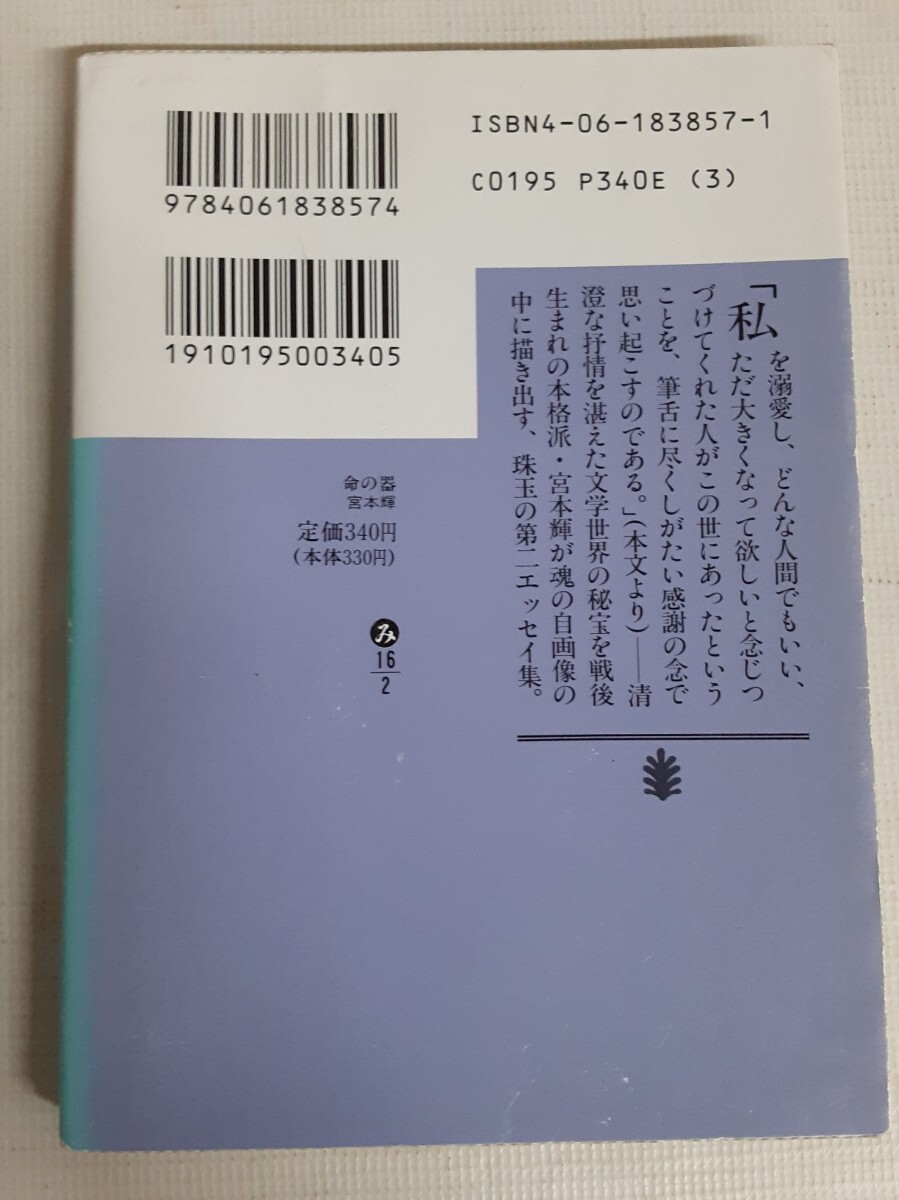 9784061838574
ISBN4-06-183857-1
C0195 P340E (3)
1910195003405
「私を溺愛し、どんな人間でもいい、
ただ大きくなって欲しいと念じつ
づけてくれた人がこの世にあったという
ことを、筆舌に尽くしがたい感謝の念で
思い起こすのである。」(本文より)――清
澄な抒情を湛えた文学世界の秘宝を戦後
生まれの本格派・宮本輝が魂の自画像の
中に描き出す、珠玉の第二エッセイ集。
命の器
宮本輝
定価340円
(本体330円)
み
16
2